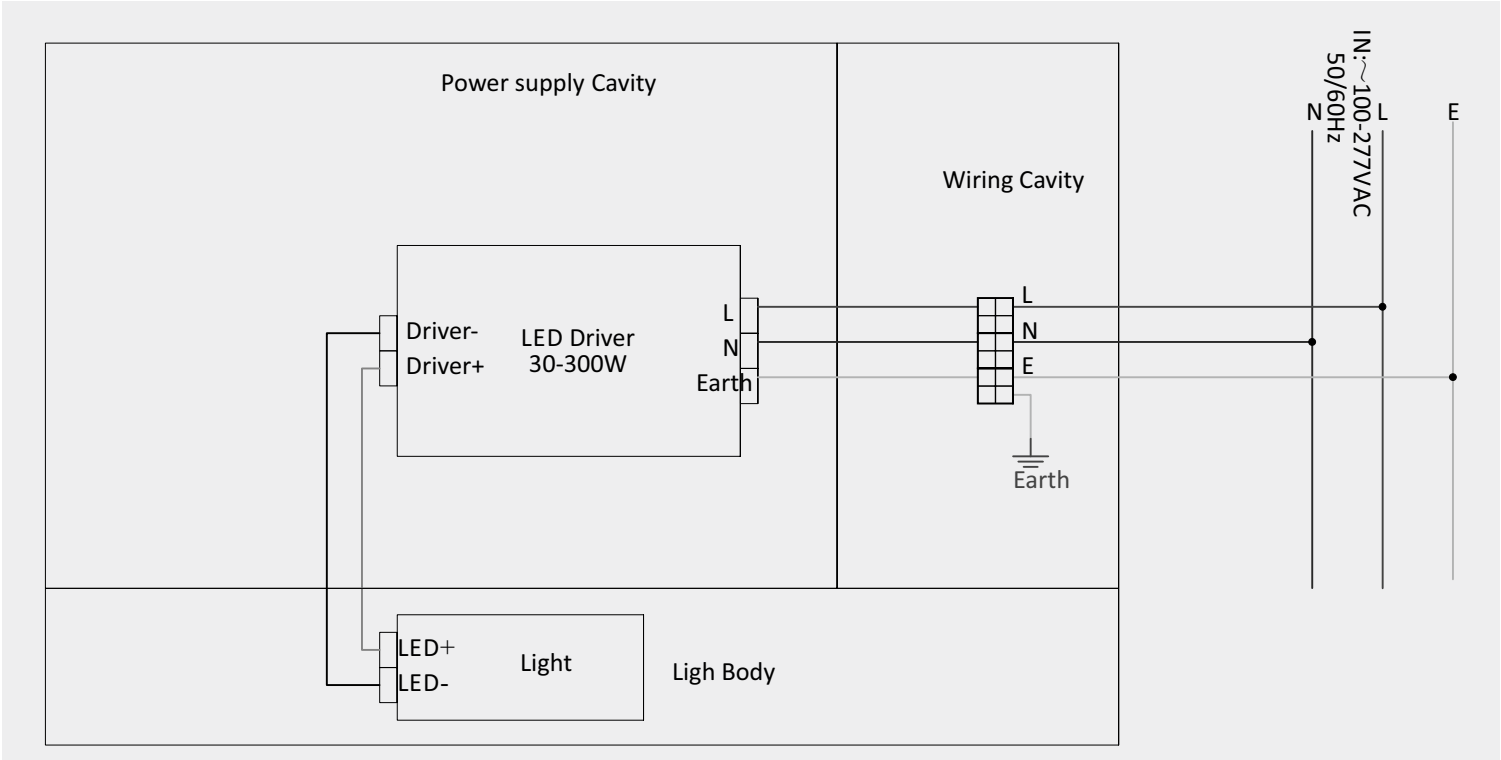 Power supply Cavity
Wiring Cavity
IN:～100-277VAC
50/60Hz
N
L
E
Driver-
Driver+
LED Driver
30-300W
L
N
Earth
L
N
E
Earth
LED+
LED-
Light
Ligh Body